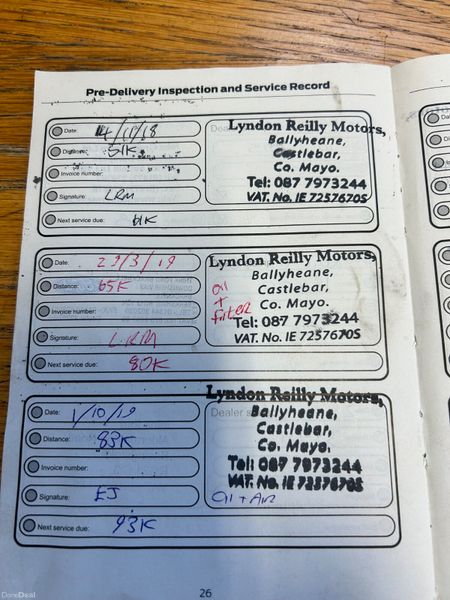 Pre-Delivery Inspection and Service Record
Date: 14/11/18
Distance: 51K
Invoice number:
Signature: LRM
Next service due: 61K
Lyndon Reilly Motors,
Ballyheane,
Castlebar,
Co. Mayo.
Tel: 087 7973244
VAT. No. IE 7257670S
Date: 29/3/19
Distance: 65K
Invoice number:
Signature: LRM
Next service due: 80K
Lyndon Reilly Motors,
Ballyheane,
Castlebar,
Co. Mayo.
Tel: 087 7973244
VAT. No. IE 7257670S
oil
+
filter
Date: 1/10/19
Distance: 83K
Invoice number:
Signature: EJ
Next service due: 93K
Lyndon Reilly Motors,
Dealer
Ballyheane,
Castlebar,
Co. Mayo.
Tel: 087 7973244
VAT. No. IE 7257670S
Oil + Air
26
DoneDeal